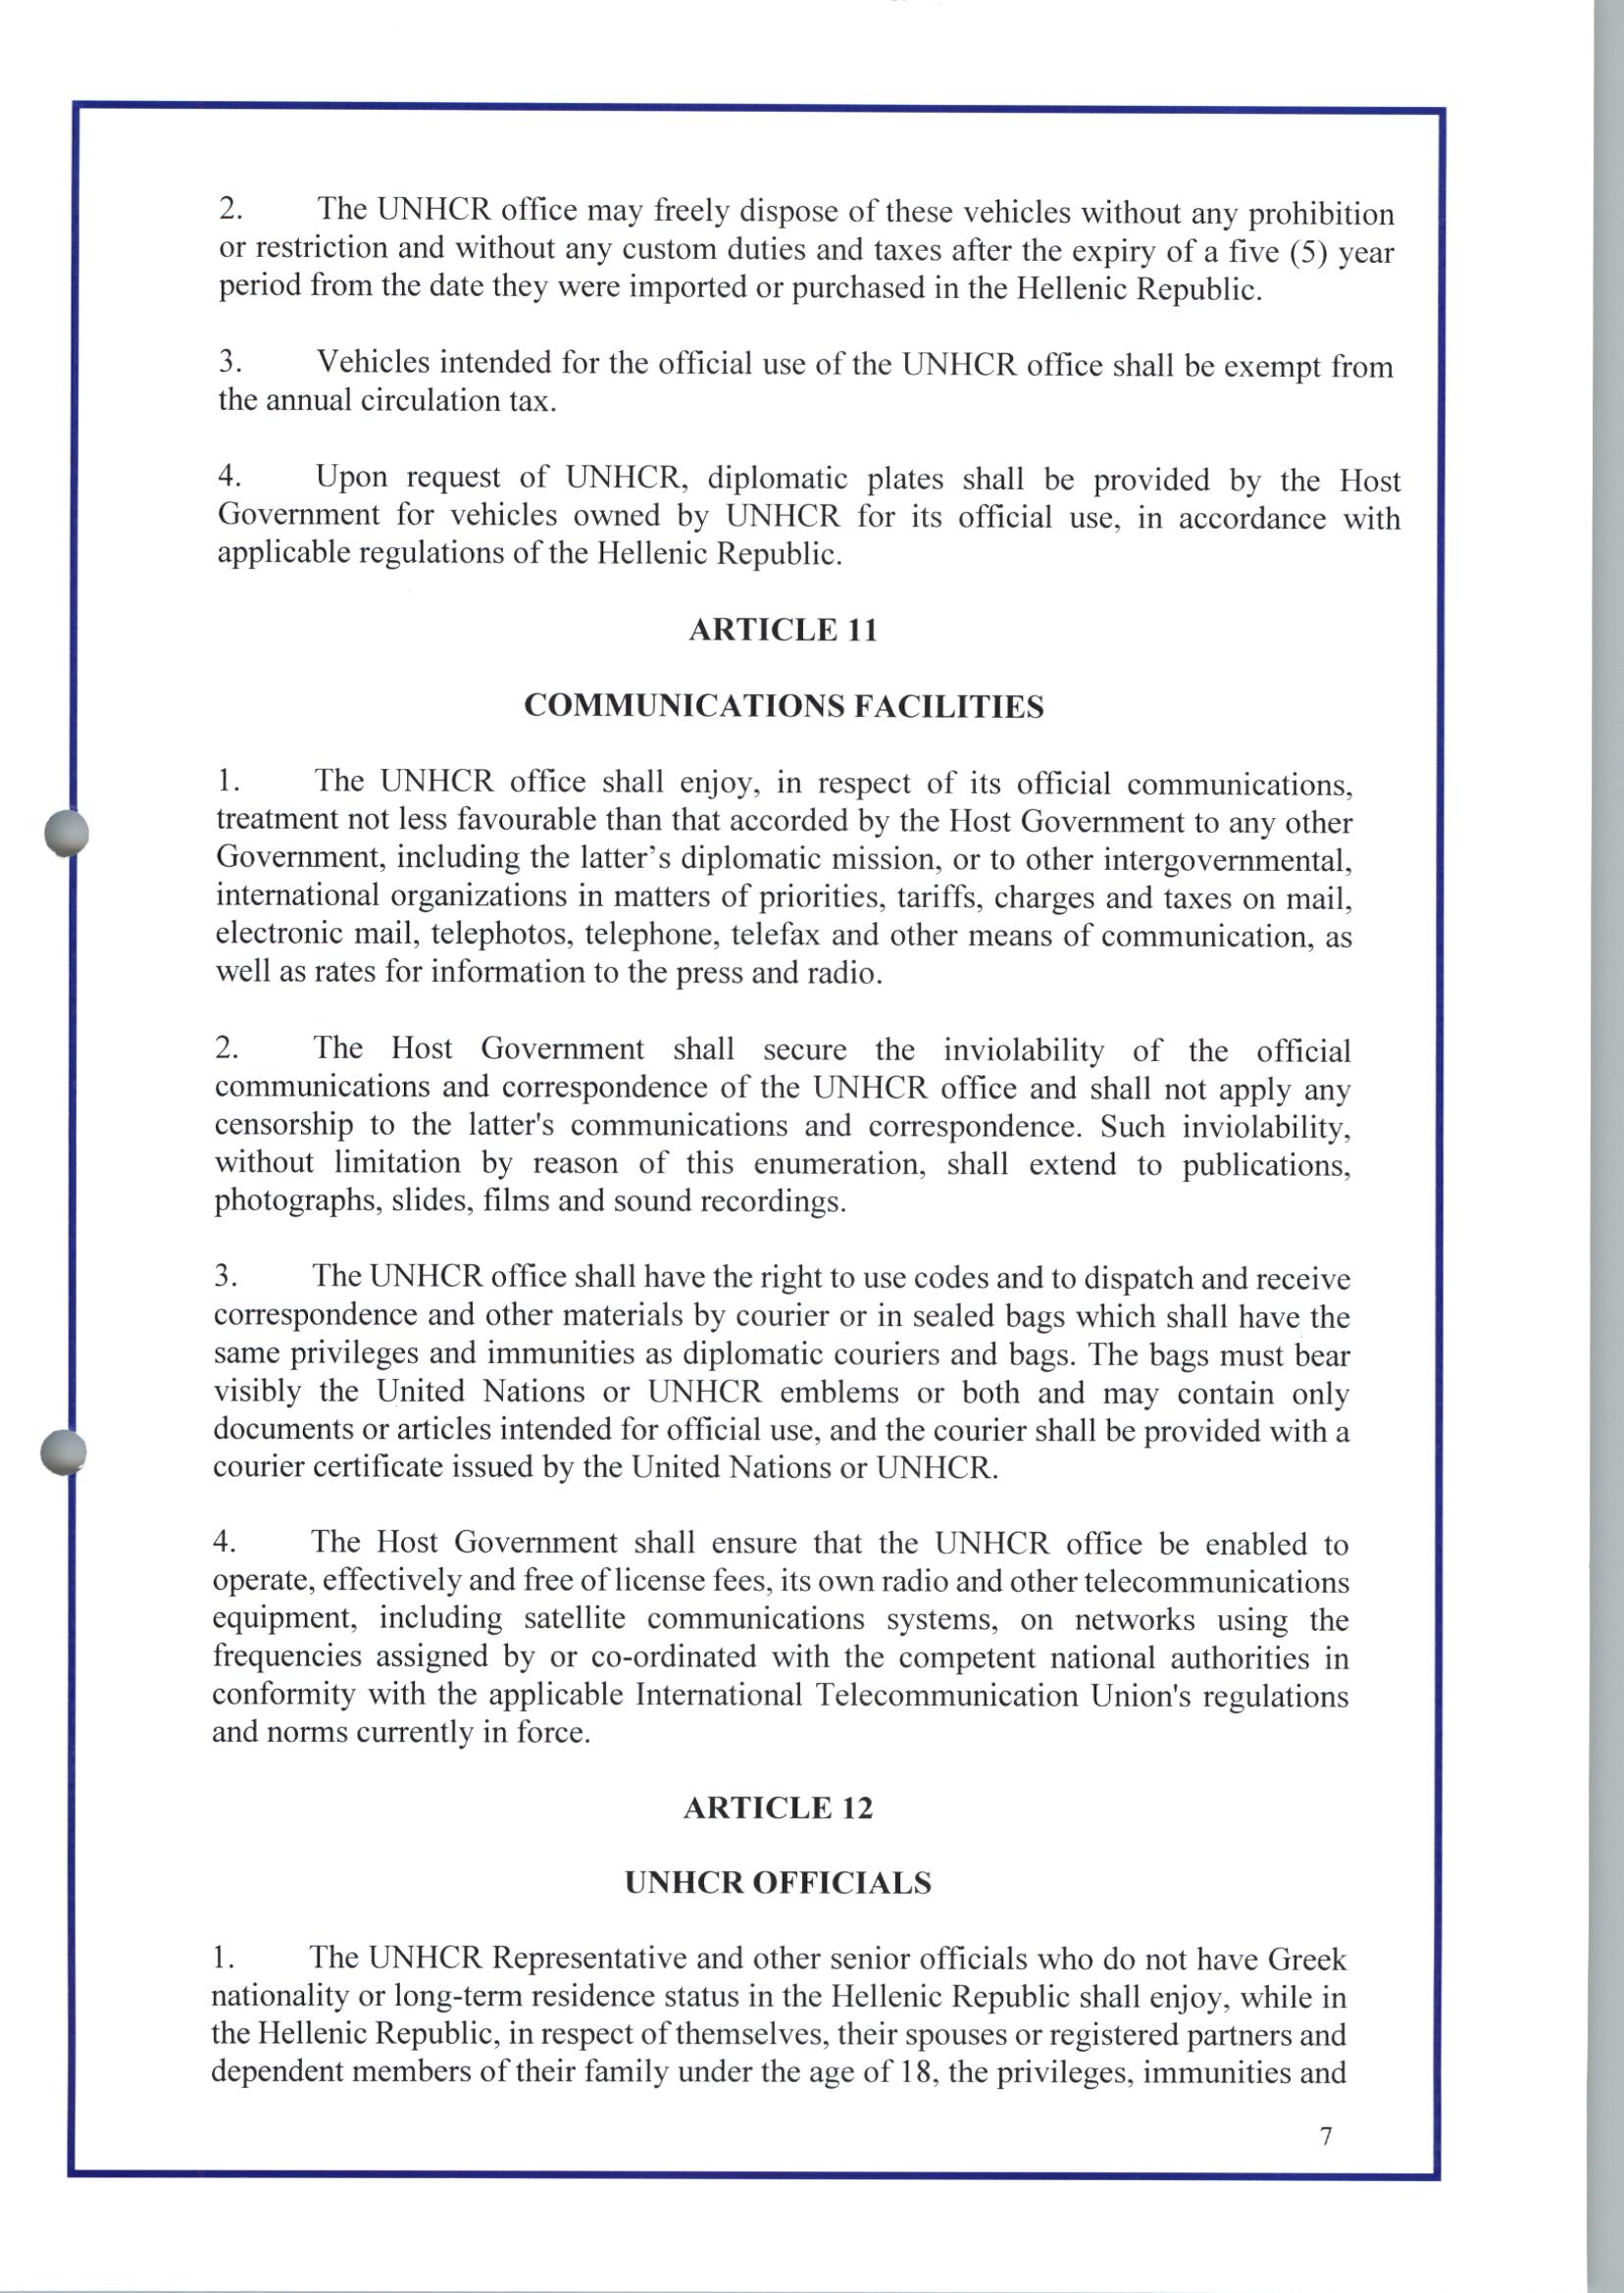 2. The UNHCR office may freely dispose of these vehicles without any prohibition
or restriction and without any custom duties and taxes after the expiry of a five (5) year
period from the date they were imported or purchased in the Hellenic Republic.
3. Vehicles intended for the official use of the UNHCR office shall be exempt from
the annual circulation tax.
4. Upon request of UNHCR, diplomatic plates shall be provided by the Host
Government for vehicles owned by UNHCR for its official use, in accordance with
applicable regulations of the Hellenic Republic.
ARTICLE 11
COMMUNICATIONS FACILITIES
1. The UNHCR office shall enjoy, in respect of its official communications,
treatment not less favourable than that accorded by the Host Government to any other
Government, including the latter’s diplomatic mission, or to other intergovernmental,
international organizations in matters of priorities, tariffs, charges and taxes on mail,
electronic mail, telephotos, telephone, telefax and other means of communication, as
well as rates for information to the press and radio.
2. The Host Government shall secure the inviolability of the official
communications and correspondence of the UNHCR office and shall not apply any
censorship to the latter's communications and correspondence. Such inviolability,
without limitation by reason of this enumeration, shall extend to publications,
photographs, slides, films and sound recordings.
3. The UNHCR office shall have the right to use codes and to dispatch and receive
correspondence and other materials by courier or in sealed bags which shall have the
same privileges and immunities as diplomatic couriers and bags. The bags must bear
visibly the United Nations or UNHCR emblems or both and may contain only
documents or articles intended for official use, and the courier shall be provided with a
courier certificate issued by the United Nations or UNHCR.
4. The Host Government shall ensure that the UNHCR office be enabled to
operate, effectively and free of license fees, its own radio and other telecommunications
equipment, including satellite communications systems, on networks using the
frequencies assigned by or co-ordinated with the competent national authorities in
conformity with the applicable International Telecommunication Union's regulations
and norms currently in force.
ARTICLE 12
UNHCR OFFICIALS
1. The UNHCR Representative and other senior officials who do not have Greek
nationality or long-term residence status in the Hellenic Republic shall enjoy, while in
the Hellenic Republic, in respect of themselves, their spouses or registered partners and
dependent members of their family under the age of 18, the privileges, immunities and
7